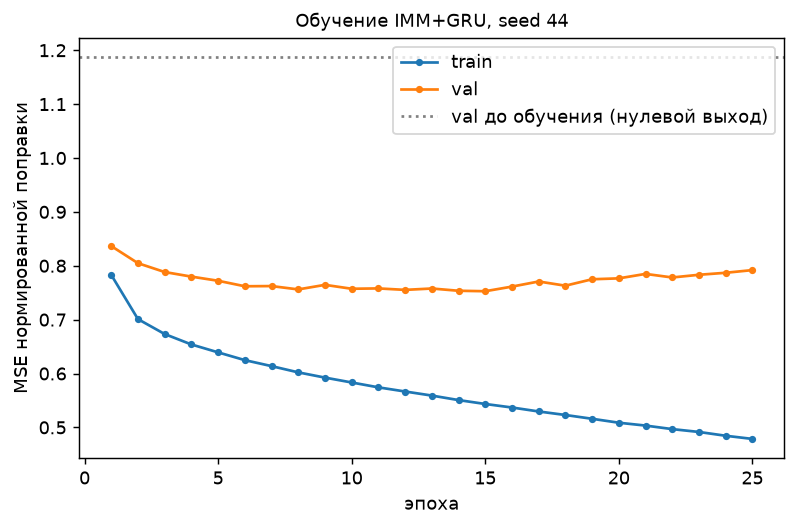 Обучение IMM+GRU, seed 44
MSE нормированной поправки
1.2
1.1
1.0
0.9
0.8
0.7
0.6
0.5
train
val
val до обучения (нулевой выход)
0
5
10
15
20
25
эпоха